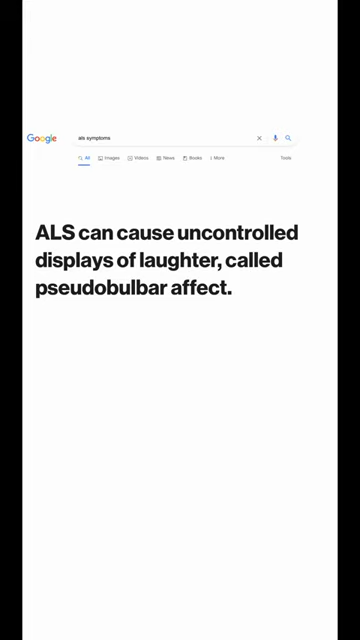 Google
als symptoms
All Images Videos News Books More Tools
ALS can cause uncontrolled
displays of laughter, called
pseudobulbar affect.